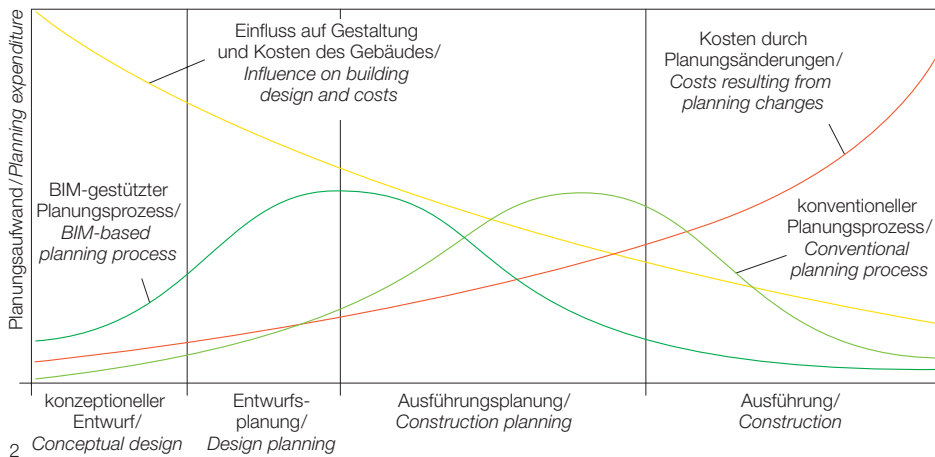 Planungsaufwand/Planning expenditure
Einfluss auf Gestaltung
und Kosten des Gebäudes/
Influence on building
design and costs
Kosten durch
Planungsänderungen/
Costs resulting from
planning changes
BIM-gestützter
Planungsprozess/
BIM-based
planning process
konventioneller
Planungsprozess/
Conventional
planning process
konzeptioneller
Entwurf/
Conceptual design
Entwurfs-
planung/
Design planning
Ausführungsplanung/
Construction planning
Ausführung/
Construction
2